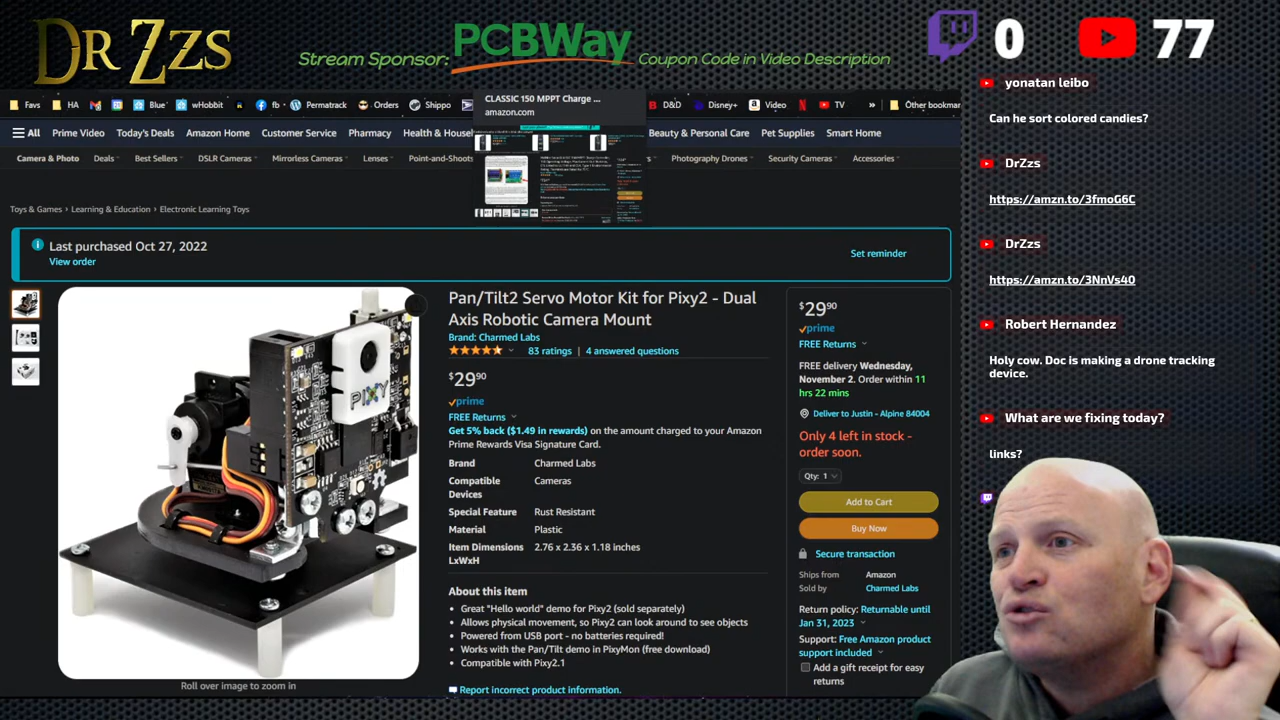 DR ZZS
Stream Sponsor: PCBWay Coupon Code in Video Description
0
77
Favs
HA
Blue'
wHobbit
fb
Permatrack
Orders
Shippo
D&D
Disney+
Video
TV
»
Other bookmar
CLASSIC 150 MPPT Charge ...
amazon.com
All
Prime Video
Today's Deals
Amazon Home
Customer Service
Pharmacy
Health & House
Beauty & Personal Care
Pet Supplies
Smart Home
Camera & Photo
Deals
Best Sellers
DSLR Cameras
Mirrorless Cameras
Lenses
Point-and-Shoots
Photography Drones
Security Cameras
Accessories
Toys & Games › Learning & Education › Electronic Learning Toys
Last purchased Oct 27, 2022
View order
Set reminder
PIXY
Roll over image to zoom in
Pan/Tilt2 Servo Motor Kit for Pixy2 - Dual
Axis Robotic Camera Mount
Brand: Charmed Labs
83 ratings | 4 answered questions
$29⁹⁰
prime
FREE Returns
Get 5% back ($1.49 in rewards) on the amount charged to your Amazon
Prime Rewards Visa Signature Card.
Brand Charmed Labs
Compatible Cameras
Devices
Special Feature Rust Resistant
Material Plastic
Item Dimensions 2.76 x 2.36 x 1.18 inches
LxWxH
About this item
• Great "Hello world" demo for Pixy2 (sold separately)
• Allows physical movement, so Pixy2 can look around to see objects
• Powered from USB port - no batteries required!
• Works with the Pan/Tilt demo in PixyMon (free download)
• Compatible with Pixy2.1
Report incorrect product information.
$29⁹⁰
prime
FREE Returns
FREE delivery Wednesday,
November 2. Order within 11
hrs 22 mins
Deliver to Justin - Alpine 84004
Only 4 left in stock -
order soon.
Qty: 1
Add to Cart
Buy Now
Secure transaction
Ships from Amazon
Sold by Charmed Labs
Return policy: Returnable until
Jan 31, 2023
Support: Free Amazon product
support included
Add a gift receipt for easy
returns
yonatan leibo
Can he sort colored candies?
DrZzs
https://amzn.to/3fmoG6C
DrZzs
https://amzn.to/3NnVs40
Robert Hernandez
Holy cow. Doc is making a drone tracking
device.
What are we fixing today?
links?